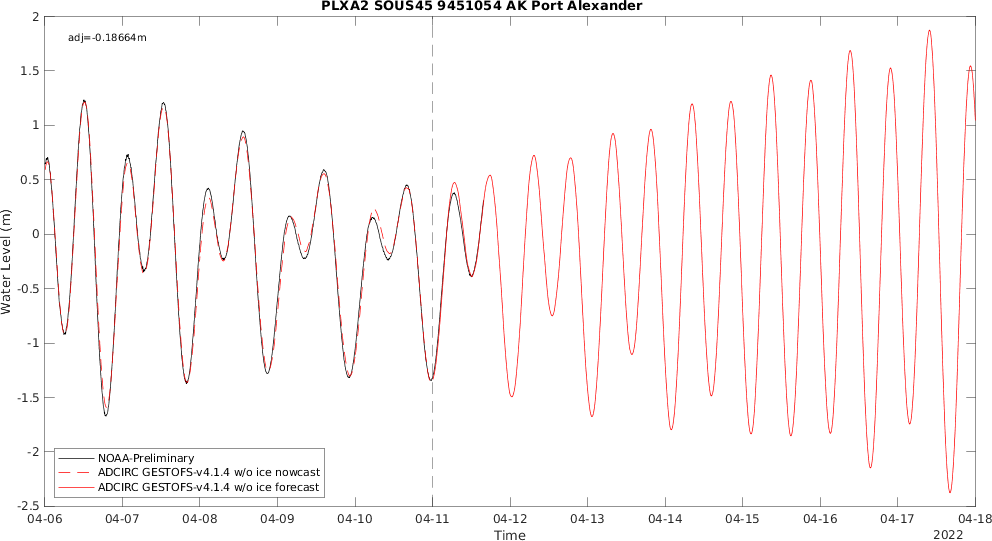 PLXA2 SOUS45 9451054 AK Port Alexander
adj=-0.18664m
2
1.5
1
0.5
0
-0.5
-1
-1.5
-2
-2.5
Water Level (m)
NOAA-Preliminary
ADCIRC GESTOFS-v4.1.4 w/o ice nowcast
ADCIRC GESTOFS-v4.1.4 w/o ice forecast
04-06 04-07 04-08 04-09 04-10 04-11 04-12 04-13 04-14 04-15 04-16 04-17 04-18
Time
2022